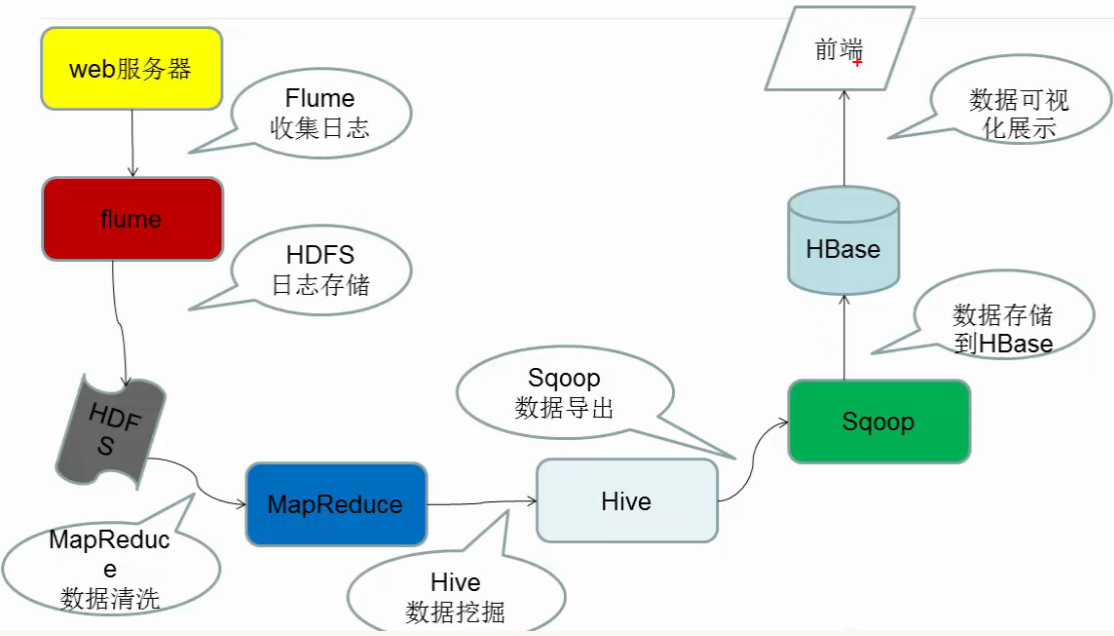 web服务器
Flume
收集日志
flume
HDFS
日志存储
HDF
S
MapReduc
e
数据清洗
MapReduce
Hive
数据挖掘
Hive
Sqoop
数据导出
Sqoop
数据存储
到HBase
HBase
数据可视
化展示
前端